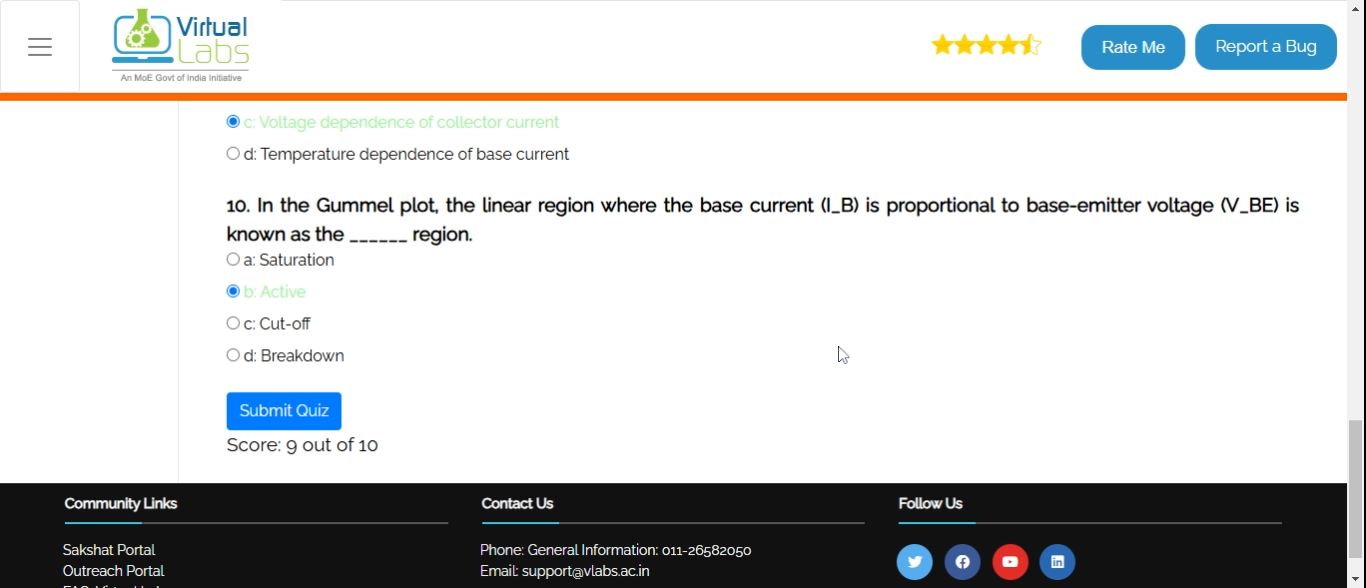 Virtual
Labs
An MoE Govt of India Initiative
Rate Me
Report a Bug
c: Voltage dependence of collector current
d: Temperature dependence of base current
10. In the Gummel plot, the linear region where the base current (I_B) is proportional to base-emitter voltage (V_BE) is
known as the ______ region.
a: Saturation
b: Active
c: Cut-off
d: Breakdown
Submit Quiz
Score: 9 out of 10
Community Links
Sakshat Portal
Outreach Portal
Contact Us
Phone: General Information: 011-26582050
Email: support@vlabs.ac.in
Follow Us